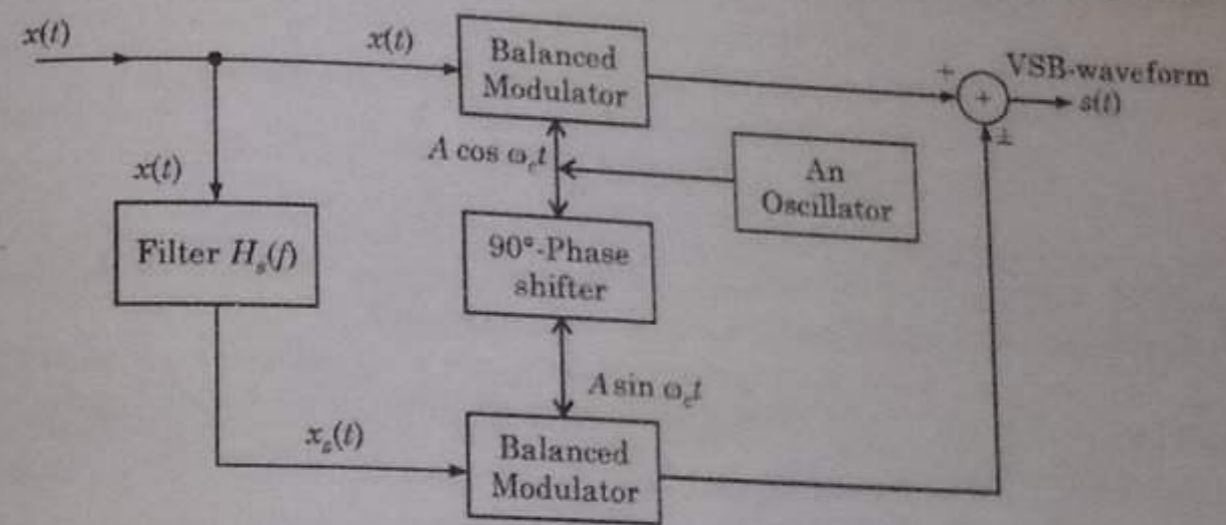 x(t)
x(t)
Balanced
Modulator
+
+
VSB-waveform
s(t)
±
A cos ω_c t
An
Oscillator
x(t)
Filter H_s(f)
90°-Phase
shifter
A sin ω_c t
x_s(t)
Balanced
Modulator